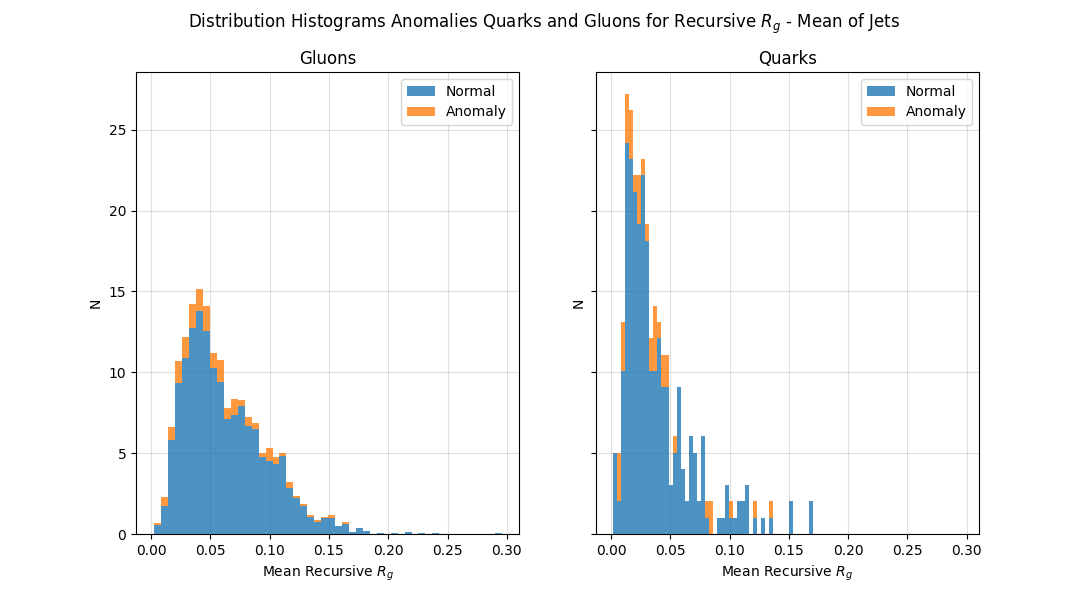 Distribution Histograms Anomalies Quarks and Gluons for Recursive R_g - Mean of Jets
Gluons
Normal
Anomaly
N
25
20
15
10
5
0
0.00 0.05 0.10 0.15 0.20 0.25 0.30
Mean Recursive R_g
Quarks
Normal
Anomaly
N
0.00 0.05 0.10 0.15 0.20 0.25 0.30
Mean Recursive R_g